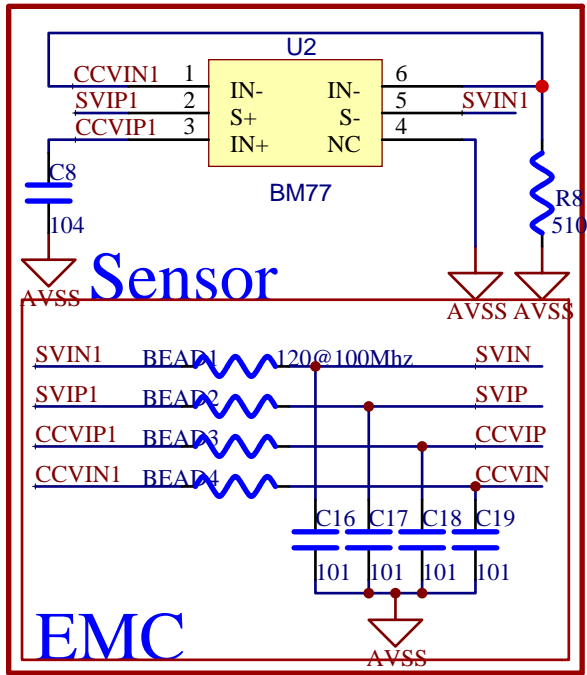 U2
CCVIN1 1 IN- IN- 6
SVIP1 2 S+ S- 5 SVIN1
CCVIP1 3 IN+ NC 4
BM77
C8
104
R8
510
AVSS
Sensor
AVSS AVSS
SVIN1 BEAD1 120@100Mhz SVIN
SVIP1 BEAD2 SVIP
CCVIP1 BEAD3 CCVIP
CCVIN1 BEAD4 CCVIN
C16 C17 C18 C19
101 101 101 101
EMC
AVSS